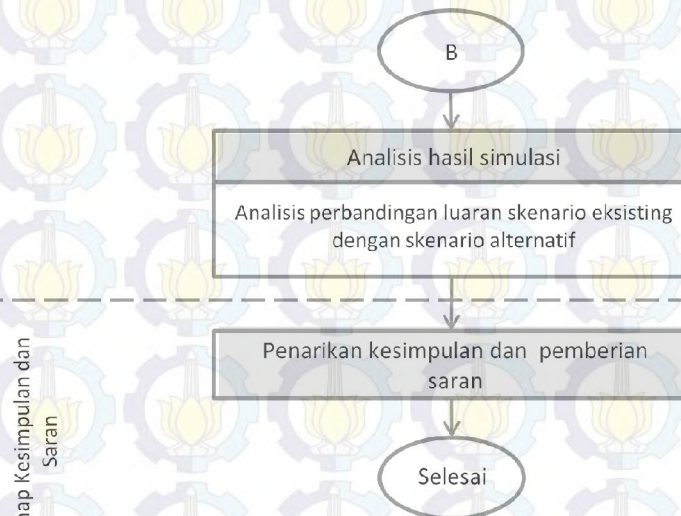 B
Analisis hasil simulasi
Analisis perbandingan luaran skenario eksisting
dengan skenario alternatif
Penarikan kesimpulan dan pemberian
saran
Kesimpulan dan
Saran
Selesai